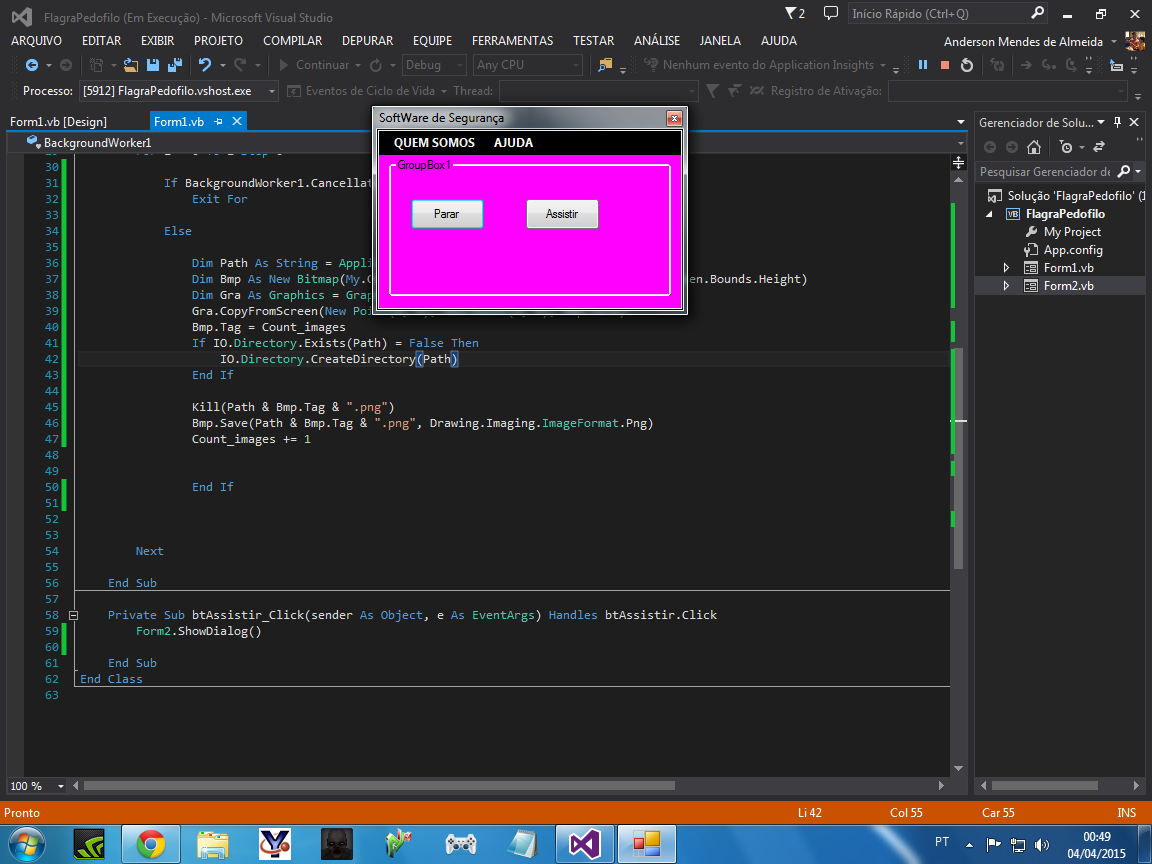 FlagraPedofilo (Em Execução) - Microsoft Visual Studio
2
Início Rápido (Ctrl+Q)
ARQUIVO EDITAR EXIBIR PROJETO COMPILAR DEPURAR EQUIPE FERRAMENTAS TESTAR ANÁLISE JANELA AJUDA
Anderson Mendes de Almeida
Continuar Debug Any CPU Nenhum evento do Application Insights
Processo: [5912] FlagraPedofilo.vshost.exe Eventos de Ciclo de Vida Thread: Registro de Ativação:
Form1.vb [Design] Form1.vb
BackgroundWorker1
SoftWare de Segurança
QUEM SOMOS AJUDA
GroupBox1
Parar Assistir
30
31 If BackgroundWorker1.Cancellat
32 Exit For
33
34 Else
35
36 Dim Path As String = Appli
37 Dim Bmp As New Bitmap(My. en.Bounds.Height)
38 Dim Gra As Graphics = Grap
39 Gra.CopyFromScreen(New Poi
40 Bmp.Tag = Count_images
41 If IO.Directory.Exists(Path) = False Then
42 IO.Directory.CreateDirectory(Path)
43 End If
44
45 Kill(Path & Bmp.Tag & ".png")
46 Bmp.Save(Path & Bmp.Tag & ".png", Drawing.Imaging.ImageFormat.Png)
47 Count_images += 1
48
49
50 End If
51
52
53
54 Next
55
56 End Sub
57
58 Private Sub btAssistir_Click(sender As Object, e As EventArgs) Handles btAssistir.Click
59 Form2.ShowDialog()
60
61 End Sub
62 End Class
63
100 %
Gerenciador de Solu...
Pesquisar Gerenciador de
Solução 'FlagraPedofilo' (1
VB FlagraPedofilo
My Project
App.config
Form1.vb
Form2.vb
Pronto Li 42 Col 55 Car 55 INS
PT
00:49
04/04/2015